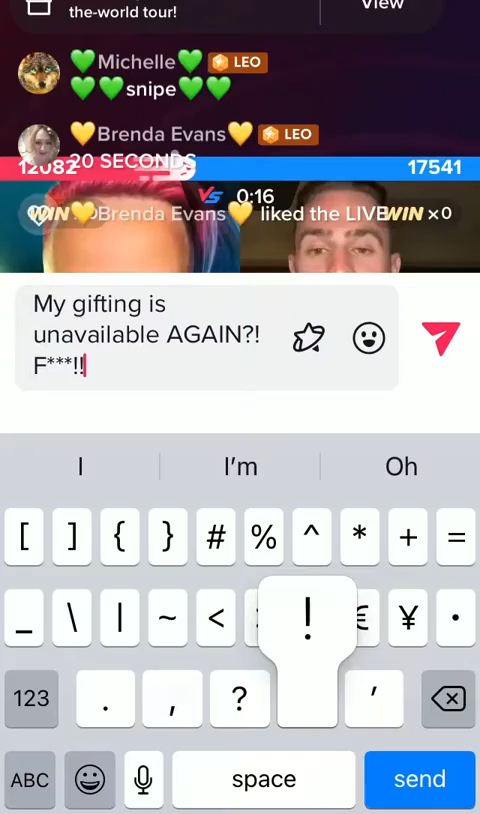 the-world tour!
View
💚Michelle💚 LEO
💚💚snipe💚💚
💛Brenda Evans💛 LEO
20 SECONDS
12082
17541
VS 0:16
WIN
💛Brenda Evans💛 liked the LIVE
WIN ×0
My gifting is
unavailable AGAIN?!
F***!!
I
I'm
Oh
[ ] { } # % ^ * + =
_ \ | ~ < € ¥ •
!
123 . , ? ′
ABC space send